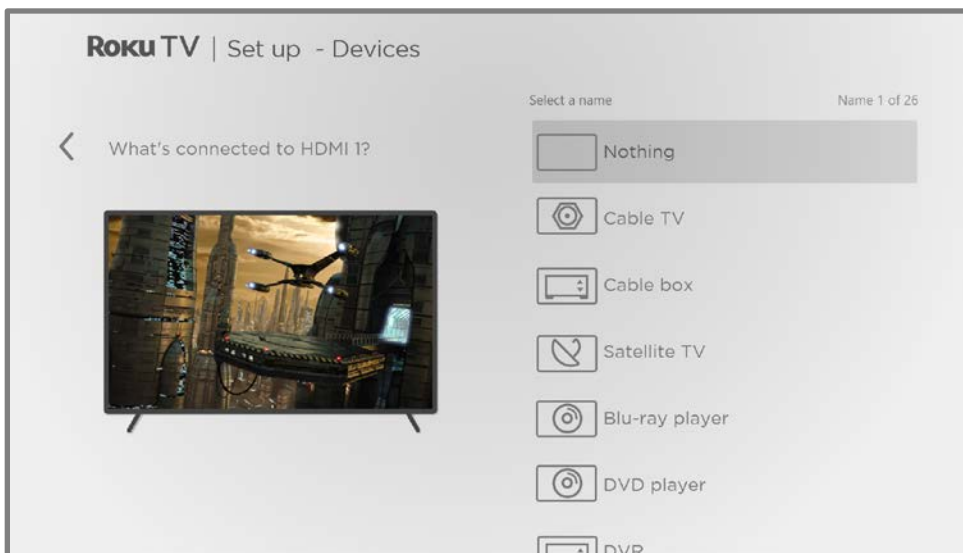 Roku TV | Set up - Devices
Select a name Name 1 of 26
What's connected to HDMI 1?
Nothing
Cable TV
Cable box
Satellite TV
Blu-ray player
DVD player
DVR